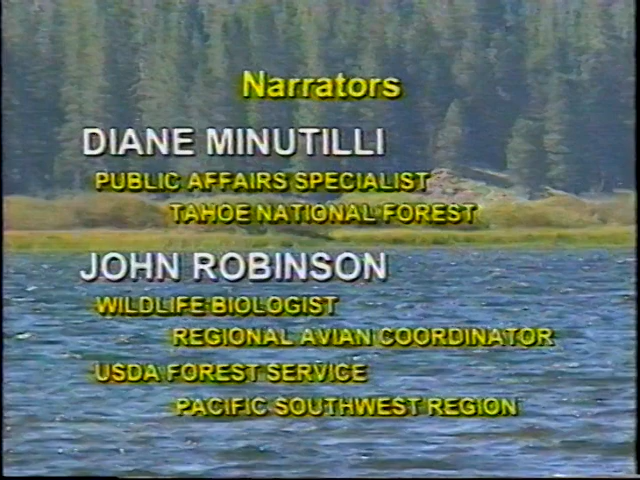 Narrators
DIANE MINUTILLI
PUBLIC AFFAIRS SPECIALIST
TAHOE NATIONAL FOREST
JOHN ROBINSON
WILDLIFE BIOLOGIST
REGIONAL AVIAN COORDINATOR
USDA FOREST SERVICE
PACIFIC SOUTHWEST REGION